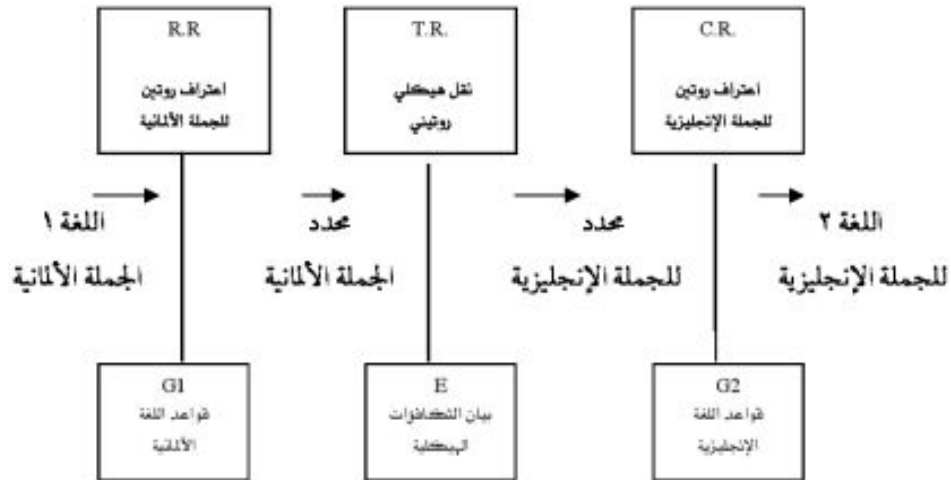 R.R
اعتراف روتين
للجملة الألمانية
T.R.
نقل هيكلي
روتيني
C.R.
اعتراف روتين
للجملة الإنجليزية
اللغة ١
الجملة الألمانية
محدد
الجملة الألمانية
محدد
للجملة الإنجليزية
اللغة ٢
للجملة الإنجليزية
G1
قواعد اللغة
الألمانية
E
بيان التكافؤات
الهيكلية
G2
قواعد اللغة
الإنجليزية